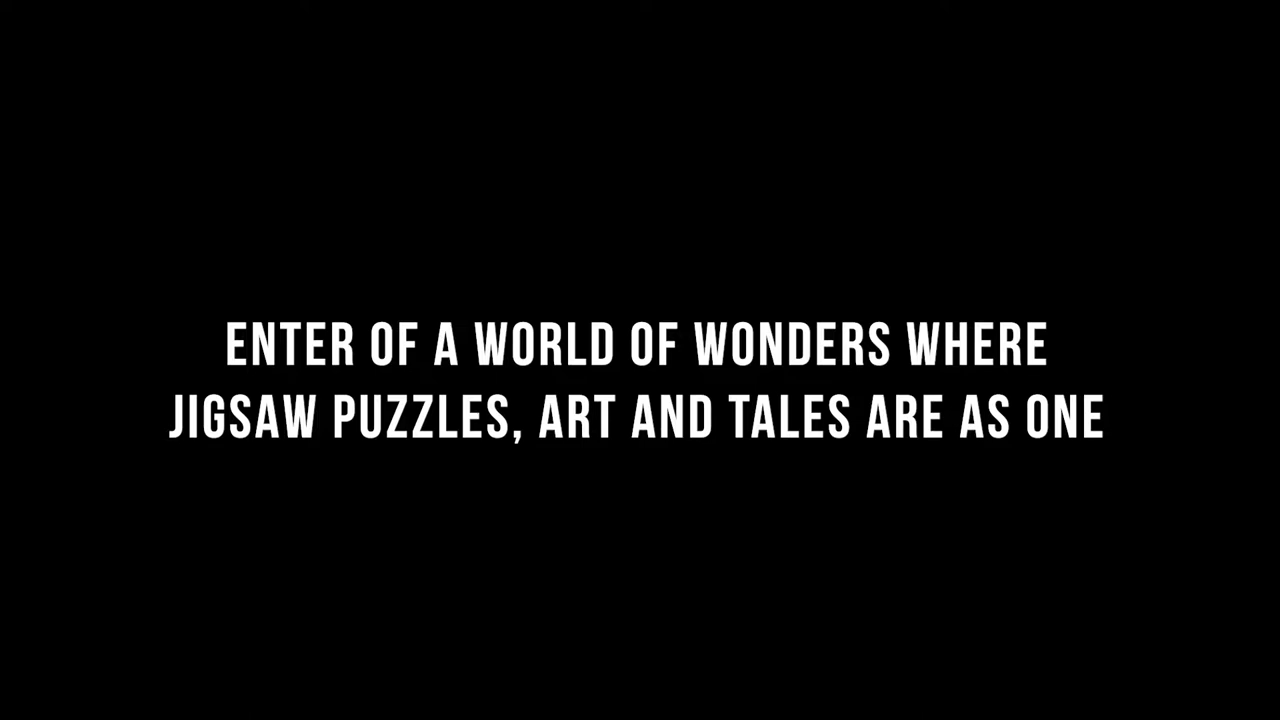 ENTER OF A WORLD OF WONDERS WHERE
JIGSAW PUZZLES, ART AND TALES ARE AS ONE